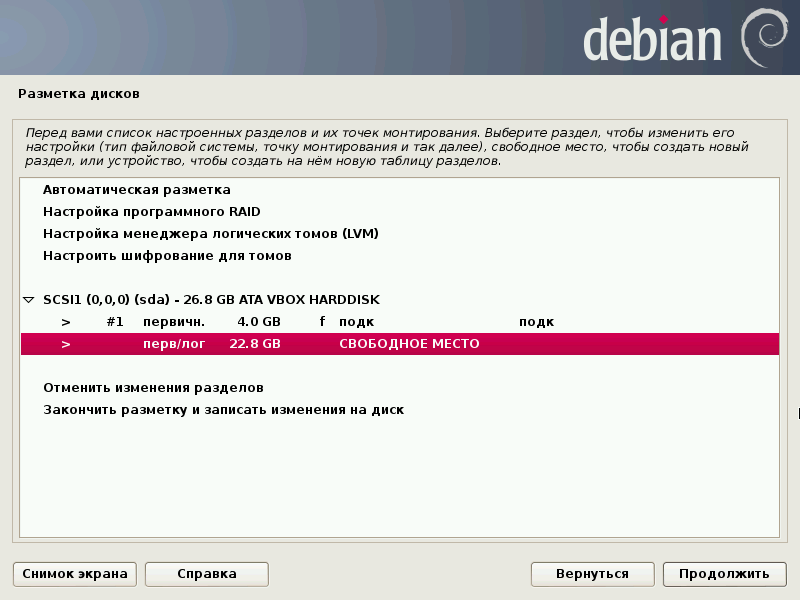 debian
Разметка дисков
Перед вами список настроенных разделов и их точек монтирования. Выберите раздел, чтобы изменить его
настройки (тип файловой системы, точку монтирования и так далее), свободное место, чтобы создать новый
раздел, или устройство, чтобы создать на нём новую таблицу разделов.
Автоматическая разметка
Настройка программного RAID
Настройка менеджера логических томов (LVM)
Настроить шифрование для томов
SCSI1 (0,0,0) (sda) - 26.8 GB ATA VBOX HARDDISK
> #1 первичн. 4.0 GB f подк подк
> перв/лог 22.8 GB СВОБОДНОЕ МЕСТО
Отменить изменения разделов
Закончить разметку и записать изменения на диск
Снимок экрана Справка Вернуться Продолжить